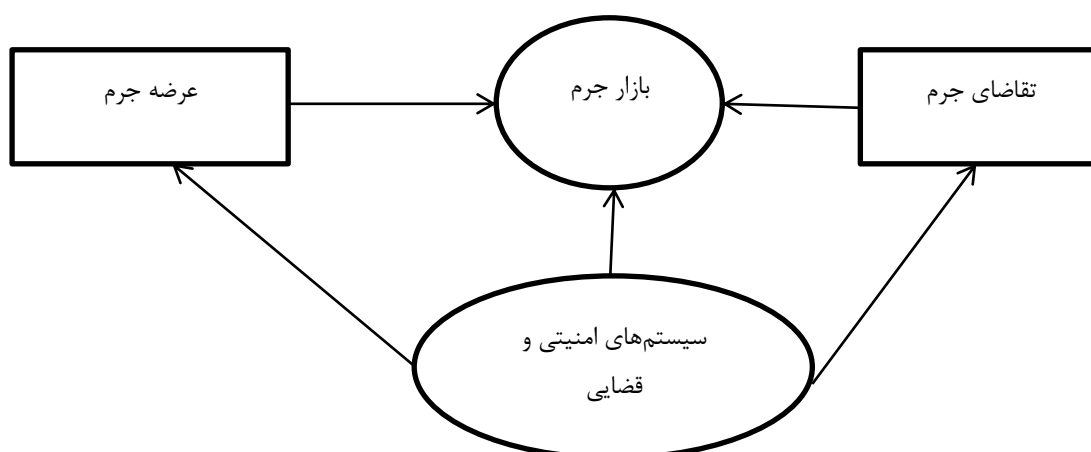 تقاضای جرم
بازار جرم
عرضه جرم
سیستم‌های امنیتی و
قضایی